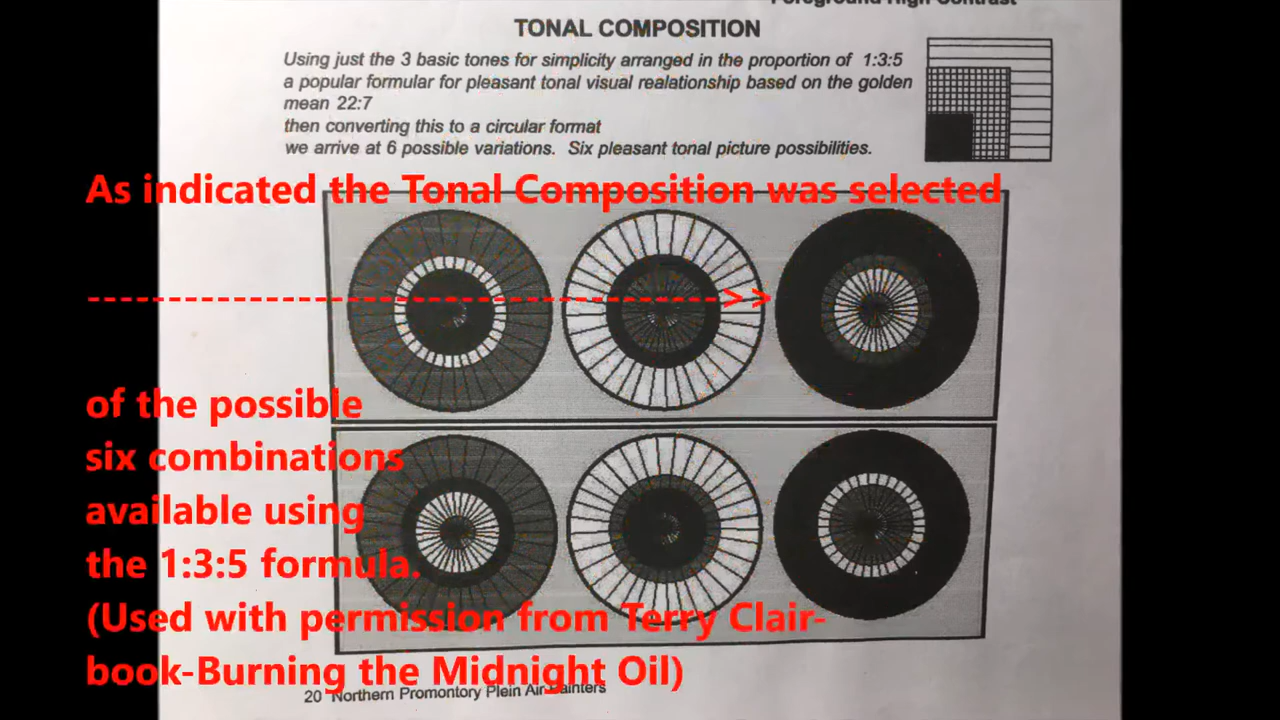 Foreground High Contrast
TONAL COMPOSITION
Using just the 3 basic tones for simplicity arranged in the proportion of 1:3:5
a popular formular for pleasant tonal visual realationship based on the golden
mean 22:7
then converting this to a circular format
we arrive at 6 possible variations. Six pleasant tonal picture possibilities.
As indicated the Tonal Composition was selected
------------------------------------------------>>
of the possible
six combinations
available using
the 1:3:5 formula.
(Used with permission from Terry Clair-
book-Burning the Midnight Oil)
20 Northern Promontory Plein Air Painters